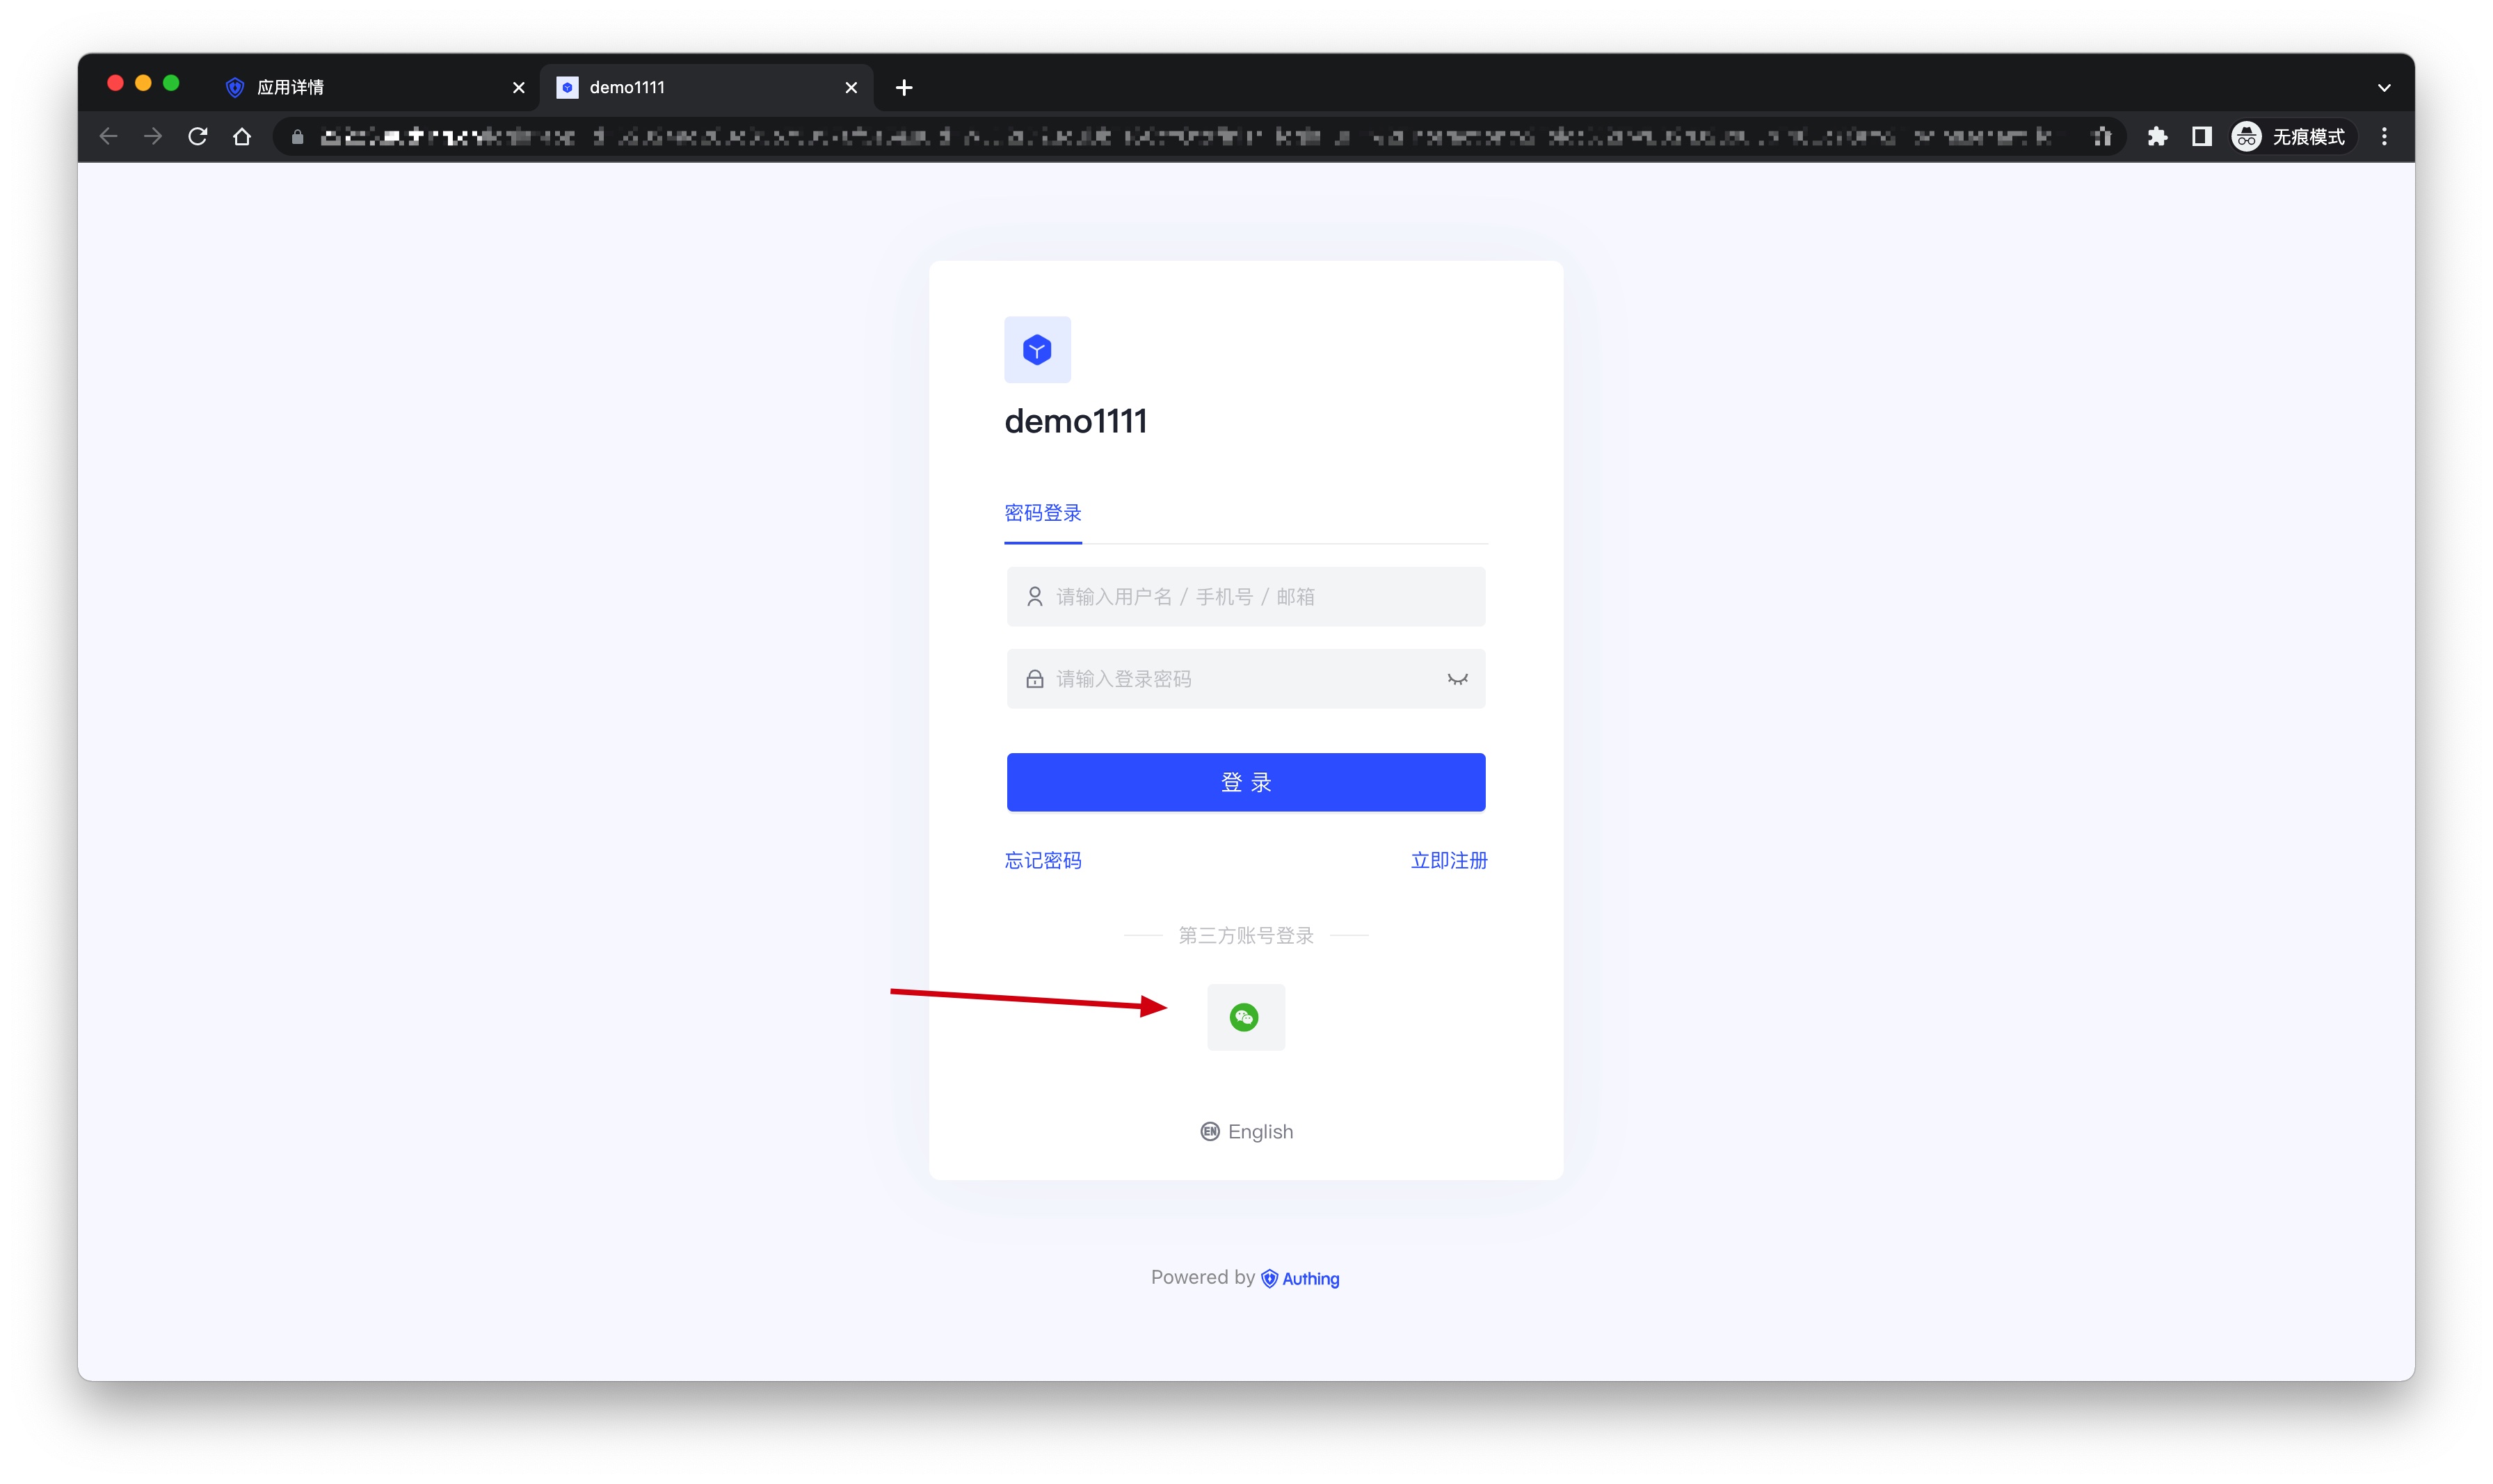 应用详情
demo1111
无痕模式
demo1111
密码登录
请输入用户名 / 手机号 / 邮箱
请输入登录密码
登 录
忘记密码 立即注册
第三方账号登录
EN English
Powered by Authing